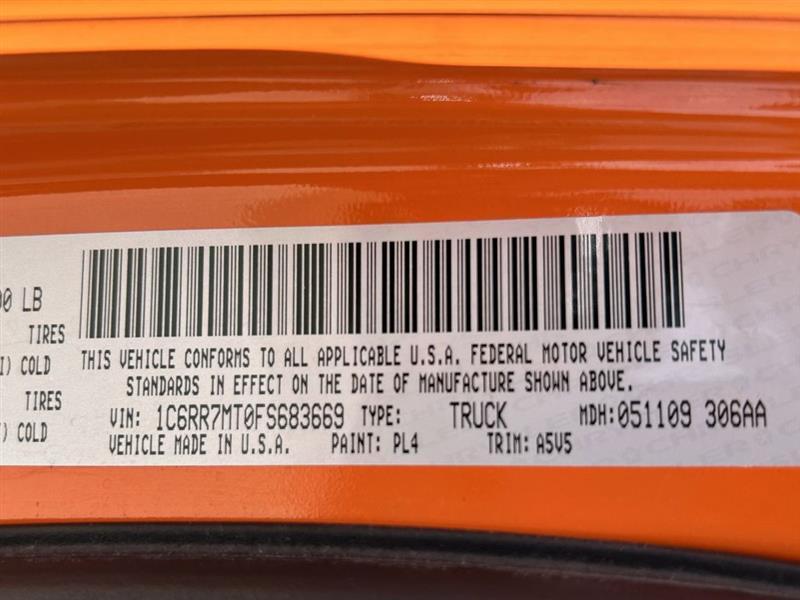 00 LB
TIRES
I) COLD
TIRES
) COLD
THIS VEHICLE CONFORMS TO ALL APPLICABLE U.S.A. FEDERAL MOTOR VEHICLE SAFETY
STANDARDS IN EFFECT ON THE DATE OF MANUFACTURE SHOWN ABOVE.
VIN: 1C6RR7MT0FS683669 TYPE: TRUCK MDH:051109 306AA
VEHICLE MADE IN U.S.A. PAINT: PL4 TRIM: A5V5
CHRYSLER